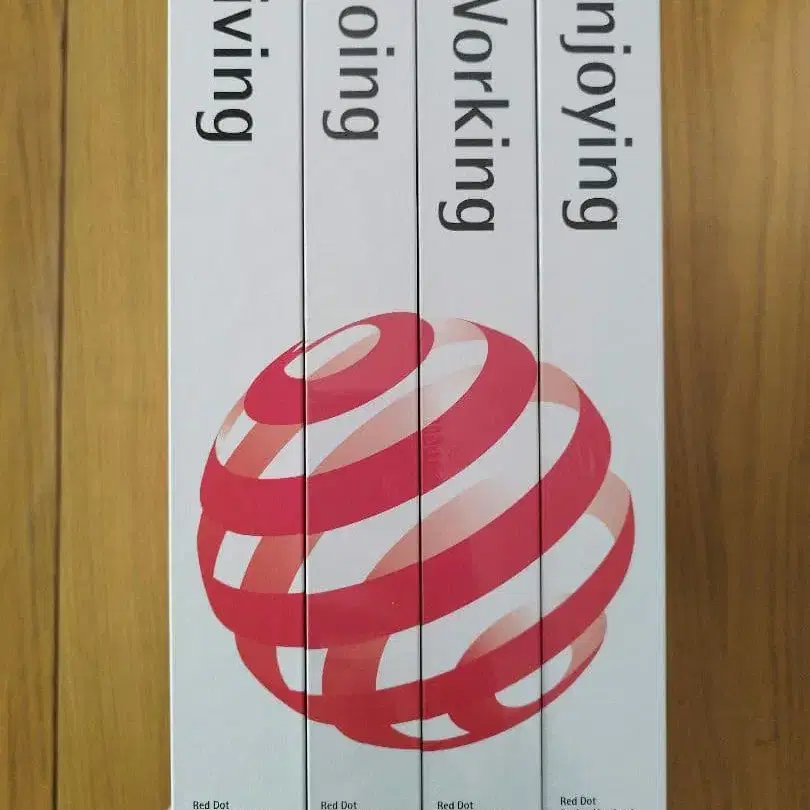 iving
oing
Working
njoying
Red Dot
Red Dot
Red Dot
Red Dot